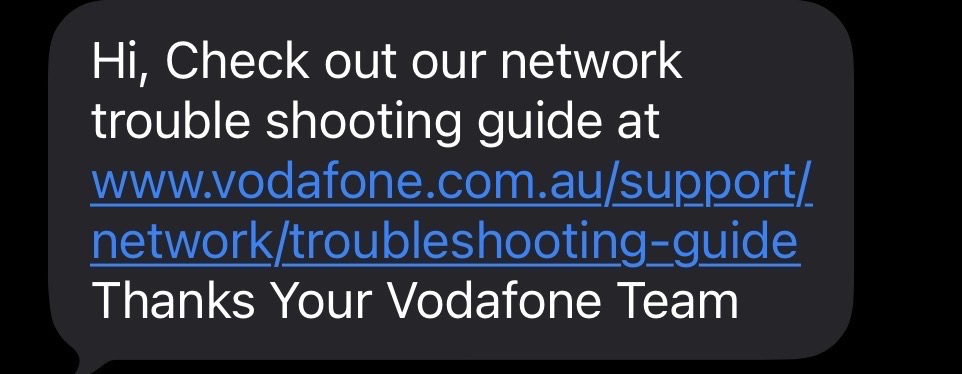 Hi, Check out our network
trouble shooting guide at
www.vodafone.com.au/support/
network/troubleshooting-guide
Thanks Your Vodafone Team